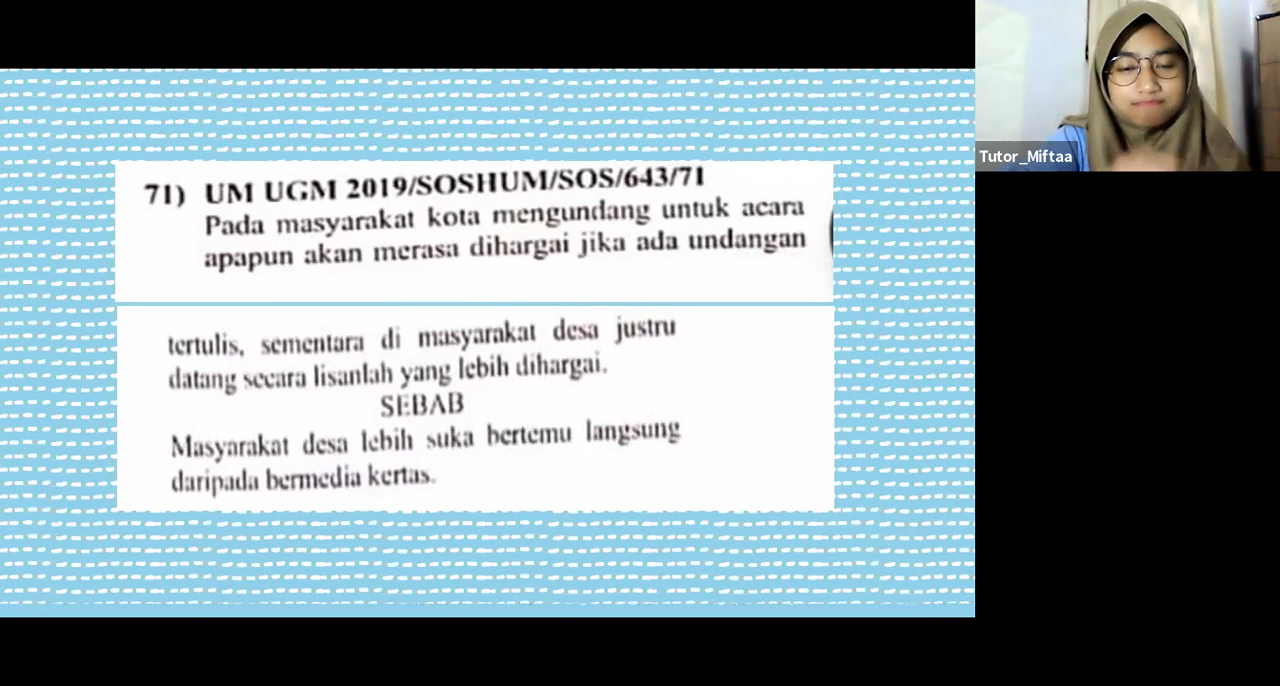 Tutor_Miftaa
71) UM UGM 2019/SOSHUM/SOS/643/71
Pada masyarakat kota mengundang untuk acara
apapun akan merasa dihargai jika ada undangan
tertulis, sementara di masyarakat desa justru
datang secara lisanlah yang lebih dihargai.
SEBAB
Masyarakat desa lebih suka bertemu langsung
daripada bermedia kertas.